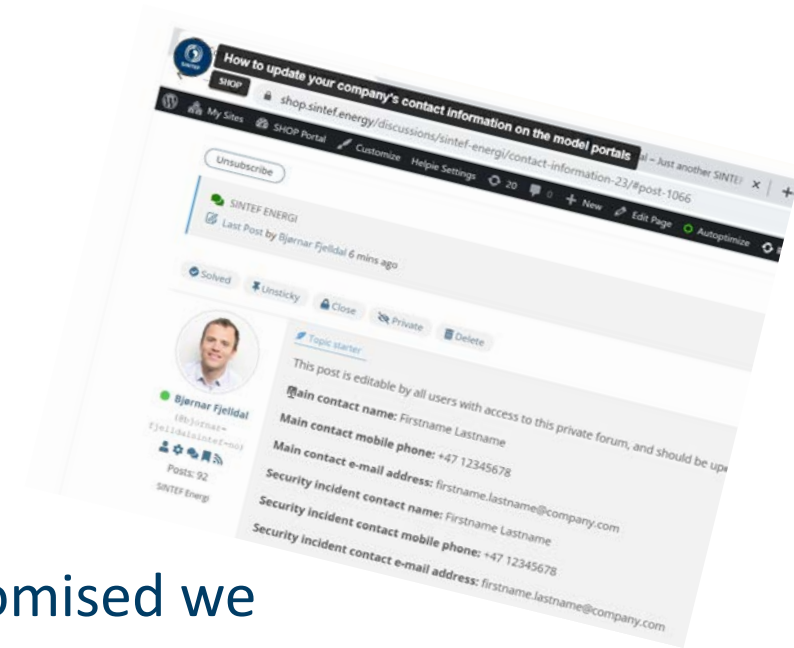 SINTEF
How to update your company's contact information on the model portals
SHOP
al – Just another SINTEF × | +
shop.sintef.energy/discussions/sintef-energi/contact-information-23/#post-1066
My Sites SHOP Portal Customize Helpie Settings 20 0 + New Edit Page Autoptimize
Unsubscribe
SINTEF ENERGI
Last Post by Bjørnar Fjelldal 6 mins ago
Solved Unsticky Close Private Delete
Topic starter
This post is editable by all users with access to this private forum, and should be
Main contact name: Firstname Lastname
Main contact mobile phone: +47 12345678
Main contact e-mail address: firstname.lastname@company.com
Security incident contact name: Firstname Lastname
Security incident contact mobile phone: +47 12345678
Security incident contact e-mail address: firstname.lastname@company.com
Bjørnar Fjelldal
(@bjornar-
fjelldalsintef-no)
Posts: 92
SINTEF Energi
omised we